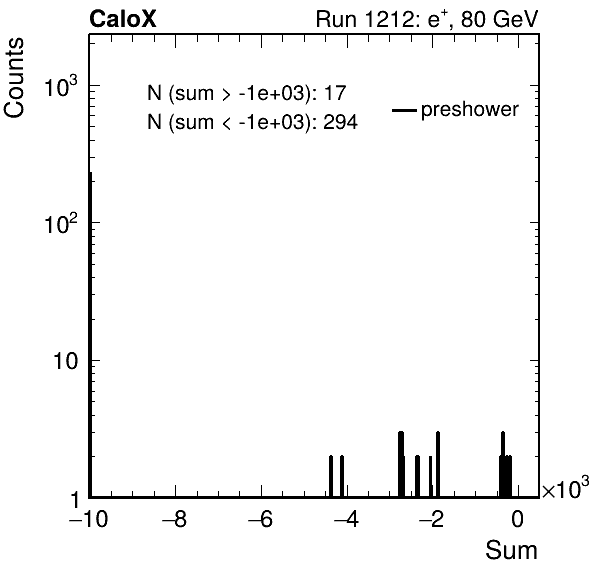 CaloX Run 1212: e⁺, 80 GeV
Counts
10³
N (sum > -1e+03): 17
N (sum < -1e+03): 294
preshower
10²
10
1
−10 −8 −6 −4 −2 0 ×10³
Sum